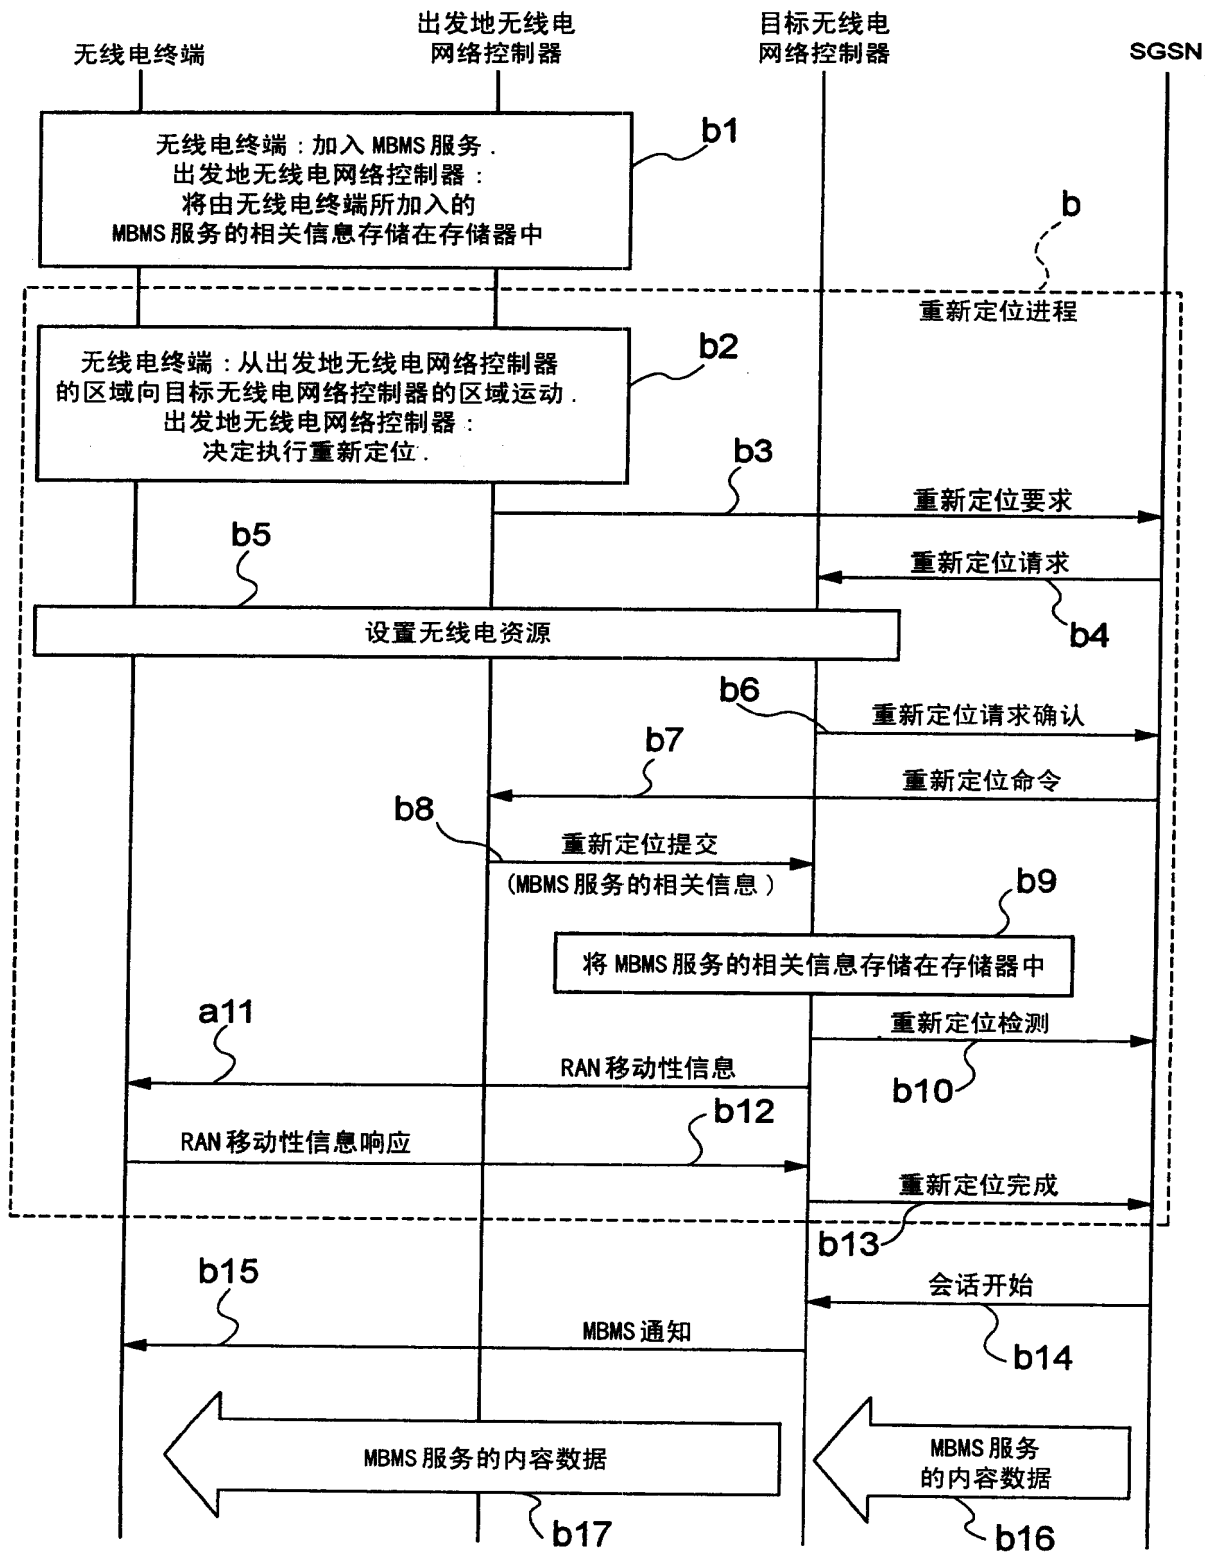 无线电终端
出发地无线电
网络控制器
目标无线电
网络控制器
SGSN
无线电终端：加入 MBMS 服务．
出发地无线电网络控制器：
将由无线电终端所加入的
MBMS 服务的相关信息存储在存储器中
b1
b
重新定位进程
无线电终端：从出发地无线电网络控制器
的区域向目标无线电网络控制器的区域运动．
出发地无线电网络控制器：
决定执行重新定位．
b2
b3
重新定位要求
重新定位请求
b4
b5
设置无线电资源
b6
重新定位请求确认
b7
重新定位命令
b8
重新定位提交
(MBMS 服务的相关信息)
b9
将 MBMS 服务的相关信息存储在存储器中
重新定位检测
b10
a11
RAN 移动性信息
b12
RAN 移动性信息响应
重新定位完成
b13
会话开始
b14
b15
MBMS 通知
MBMS 服务
的内容数据
b16
MBMS 服务的内容数据
b17